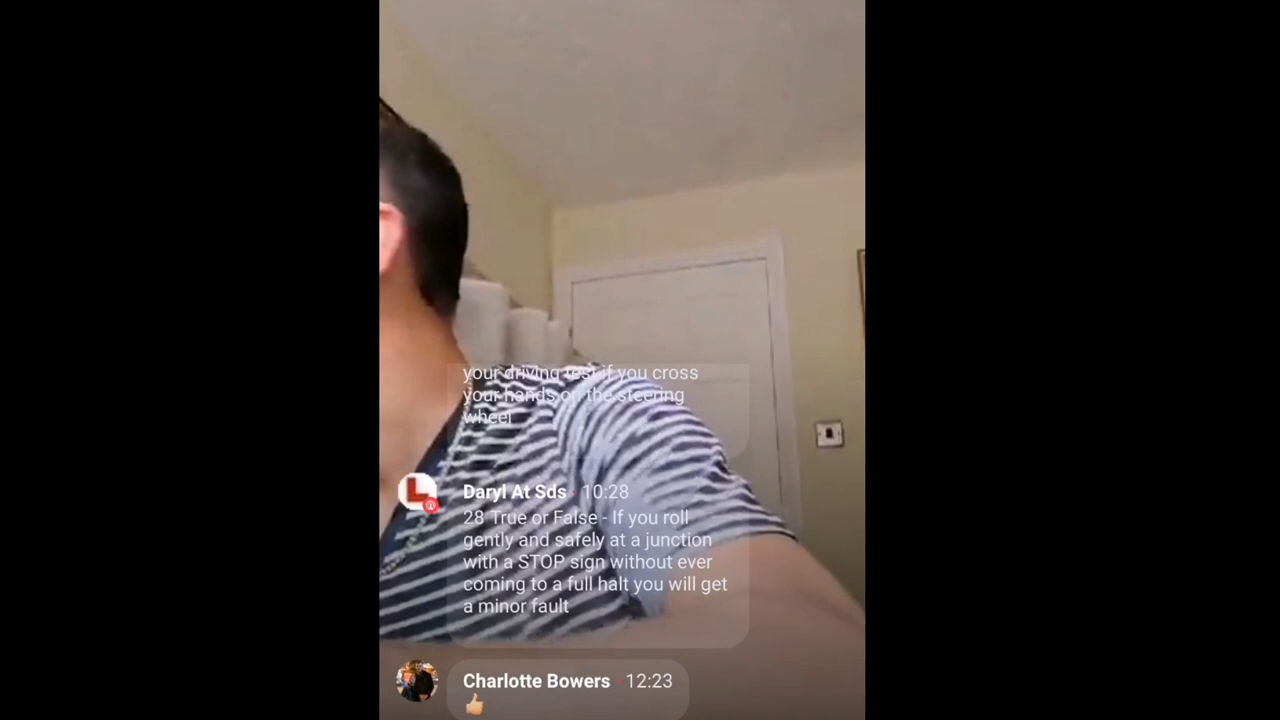 your driving test if you cross
your hands on the steering
wheel
Daryl At Sds 10:28
28 True or False - If you roll
gently and safely at a junction
with a STOP sign without ever
coming to a full halt you will get
a minor fault
Charlotte Bowers 12:23